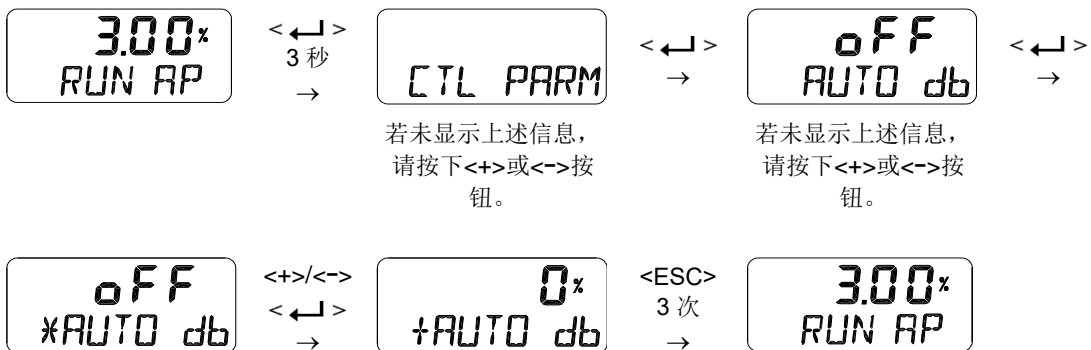 3.00%
RUN AP
< ↵ >
3 秒
→
CTL PARM
若未显示上述信息，
请按下<+>或<->按
钮。
< ↵ >
→
oFF
AUTO db
若未显示上述信息，
请按下<+>或<->按
钮。
< ↵ >
→
oFF
*AUTO db
<+>/<->
< ↵ >
→
0%
+AUTO db
<ESC>
3 次
→
3.00%
RUN AP